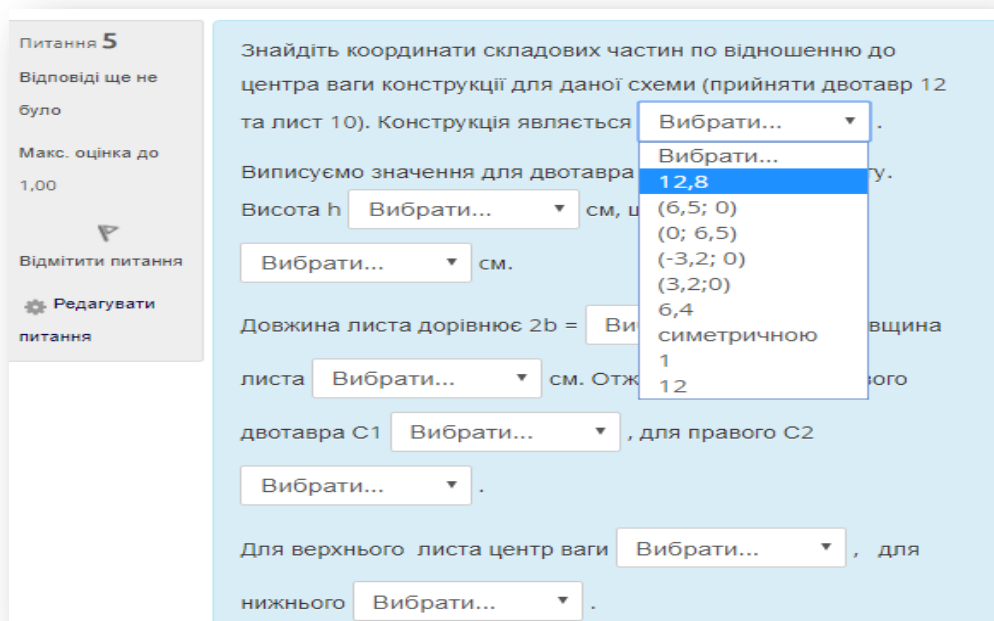 Питання 5
Відповіді ще не
було
Макс. оцінка до
1,00
Відмітити питання
Редагувати
питання
Знайдіть координати складових частин по відношенню до
центра ваги конструкції для даної схеми (прийняти двотавр 12
та лист 10). Конструкція являється Вибрати... .
Вибрати...
12,8
(6,5; 0)
(0; 6,5)
(-3,2; 0)
(3,2;0)
6,4
симетричною
1
12
Виписуємо значення для двотавра
Висота h Вибрати... см,
Вибрати... см.
Довжина листа дорівнює 2b =
листа Вибрати... см.
двотавра С1 Вибрати... , для правого С2
Вибрати... .
Для верхнього листа центр ваги Вибрати... , для
нижнього Вибрати... .